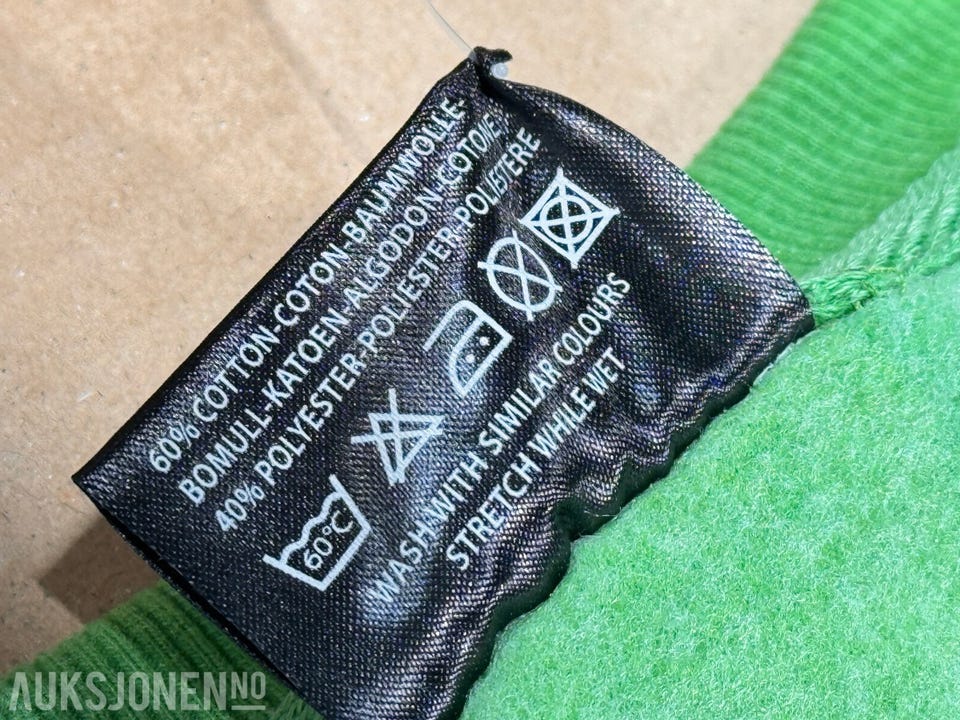 60% COTTON-COTON-BAUMWOLLE-
BOMULL-KATOEN-ALGODON-COTONE
40% POLYESTER-POLIESTER-POLIESTERE
60°C
WASH WITH SIMILAR COLOURS
STRETCH WHILE WET
AUKSJONEN NO